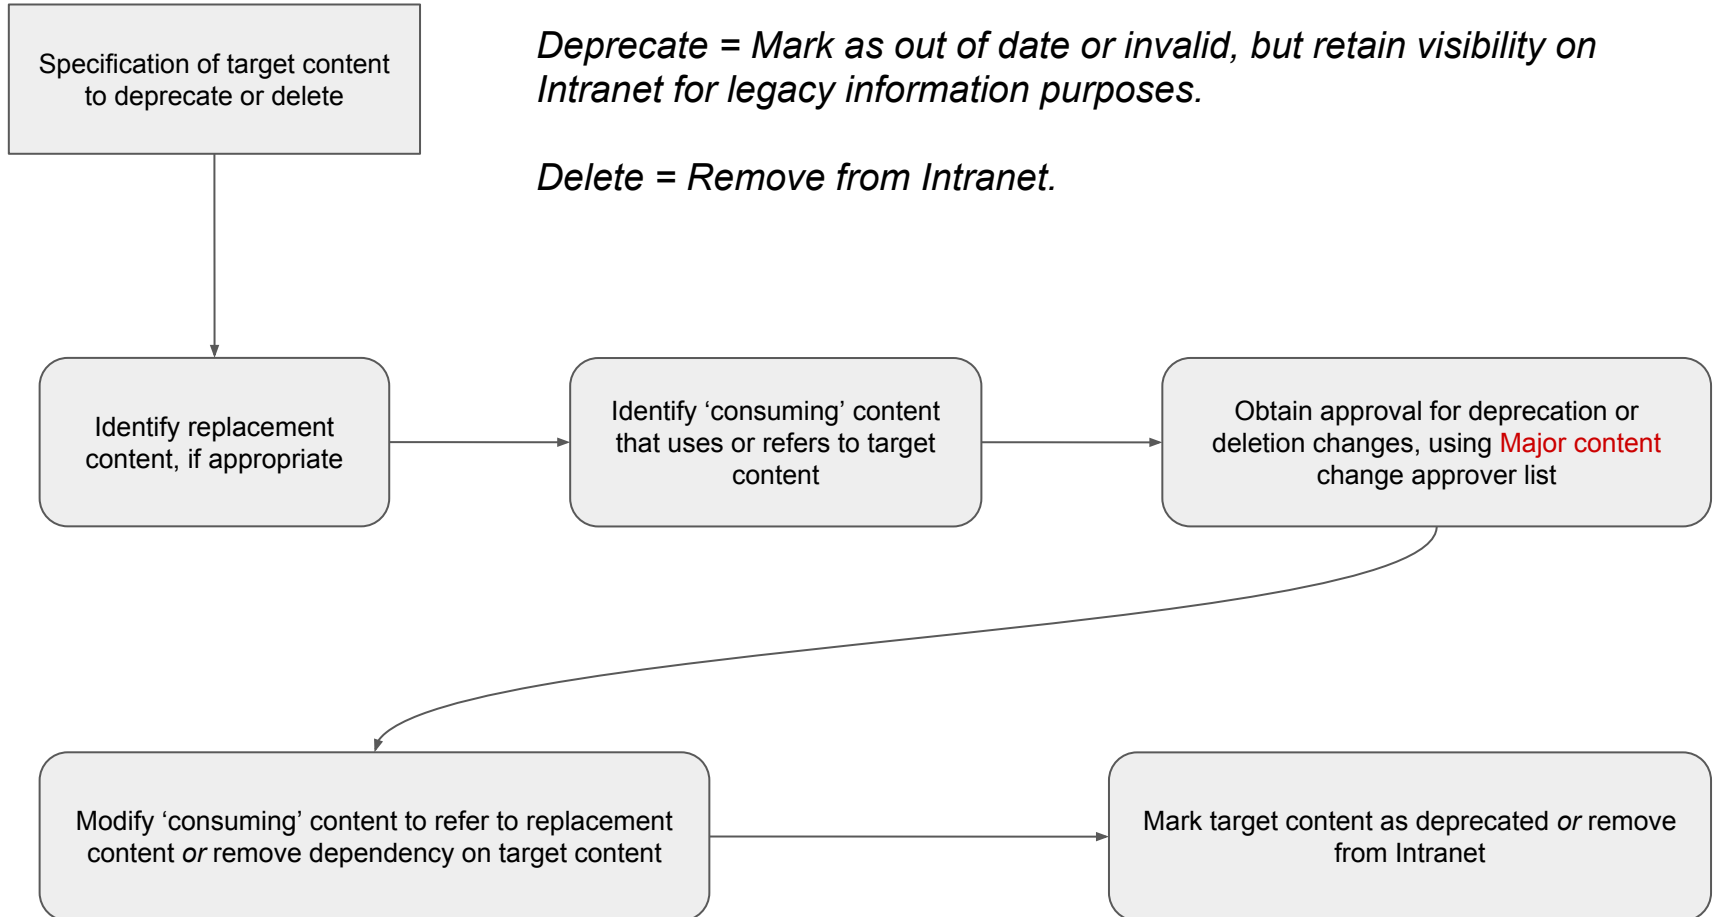 Specification of target content
to deprecate or delete
Deprecate = Mark as out of date or invalid, but retain visibility on
Intranet for legacy information purposes.
Delete = Remove from Intranet.
Identify replacement
content, if appropriate
Identify ‘consuming’ content
that uses or refers to target
content
Obtain approval for deprecation or
deletion changes, using Major content
change approver list
Modify ‘consuming’ content to refer to replacement
content or remove dependency on target content
Mark target content as deprecated or remove
from Intranet